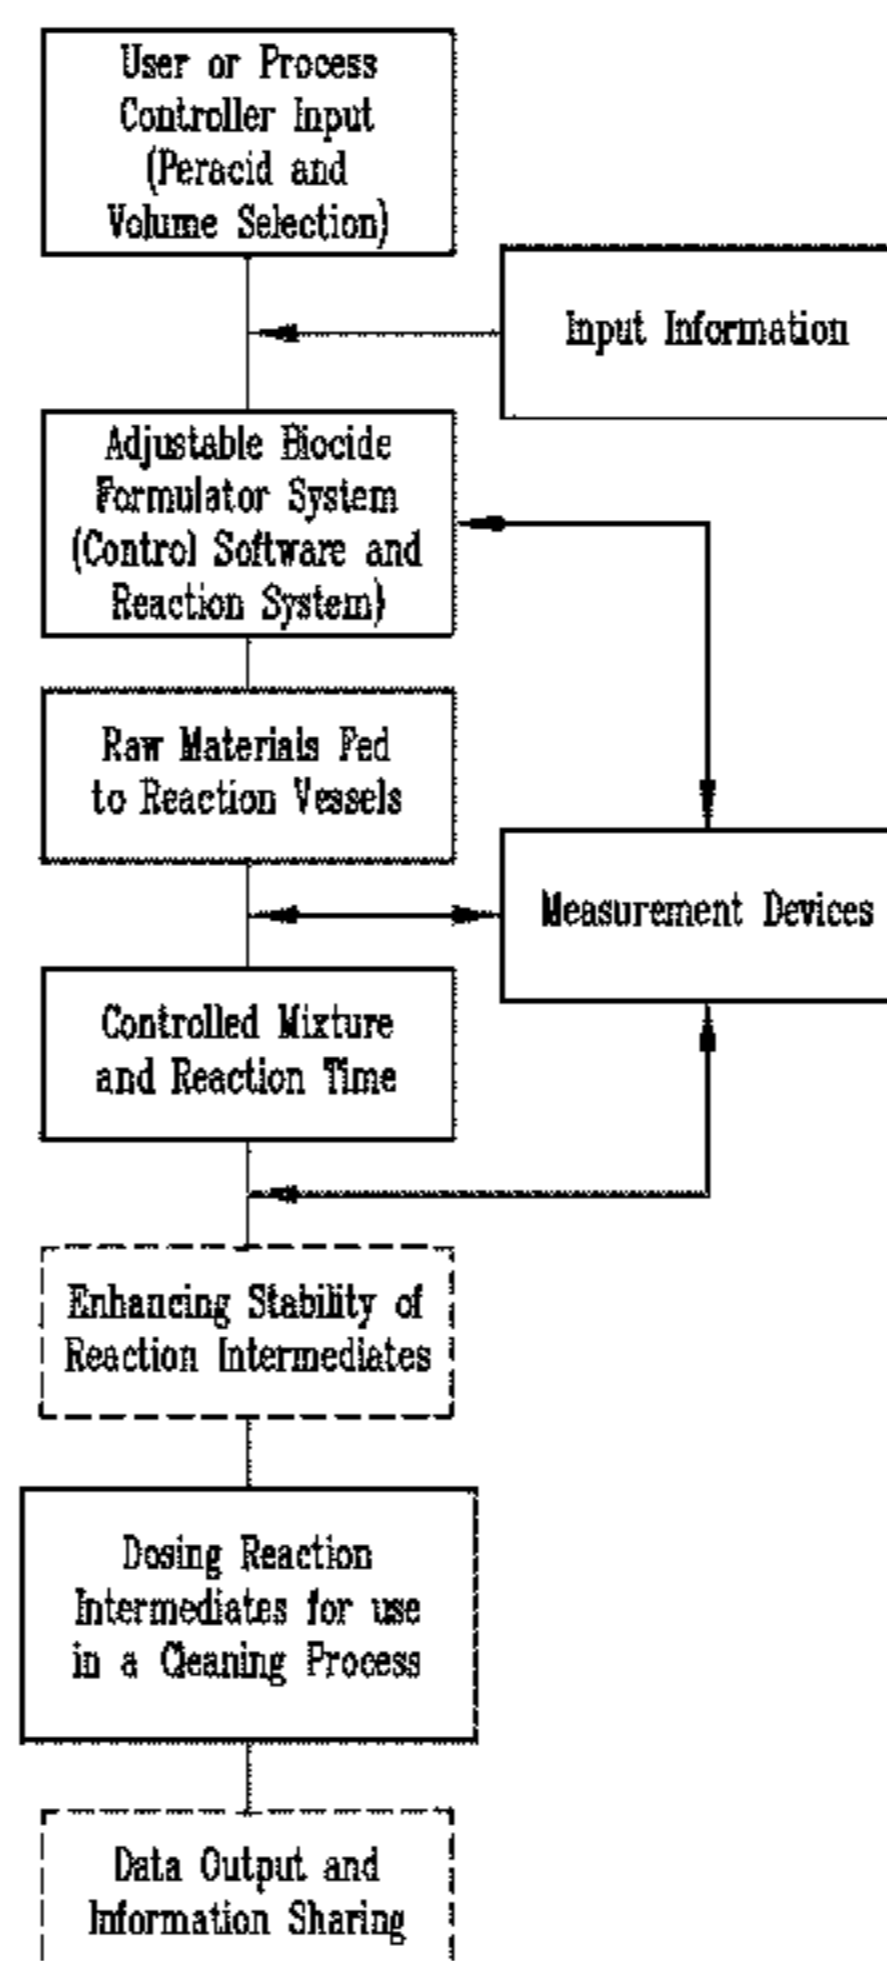 User or Process
Controller Input
(Peracid and
Volume Selection)
Input Information
Adjustable Biocide
Formulator System
(Control Software and
Reaction System)
Raw Materials Fed
to Reaction Vessels
Measurement Devices
Controlled Mixture
and Reaction Time
Enhancing Stability of
Reaction Intermediates
Dosing Reaction
Intermediates for use
in a Cleaning Process
Data Output and
Information Sharing